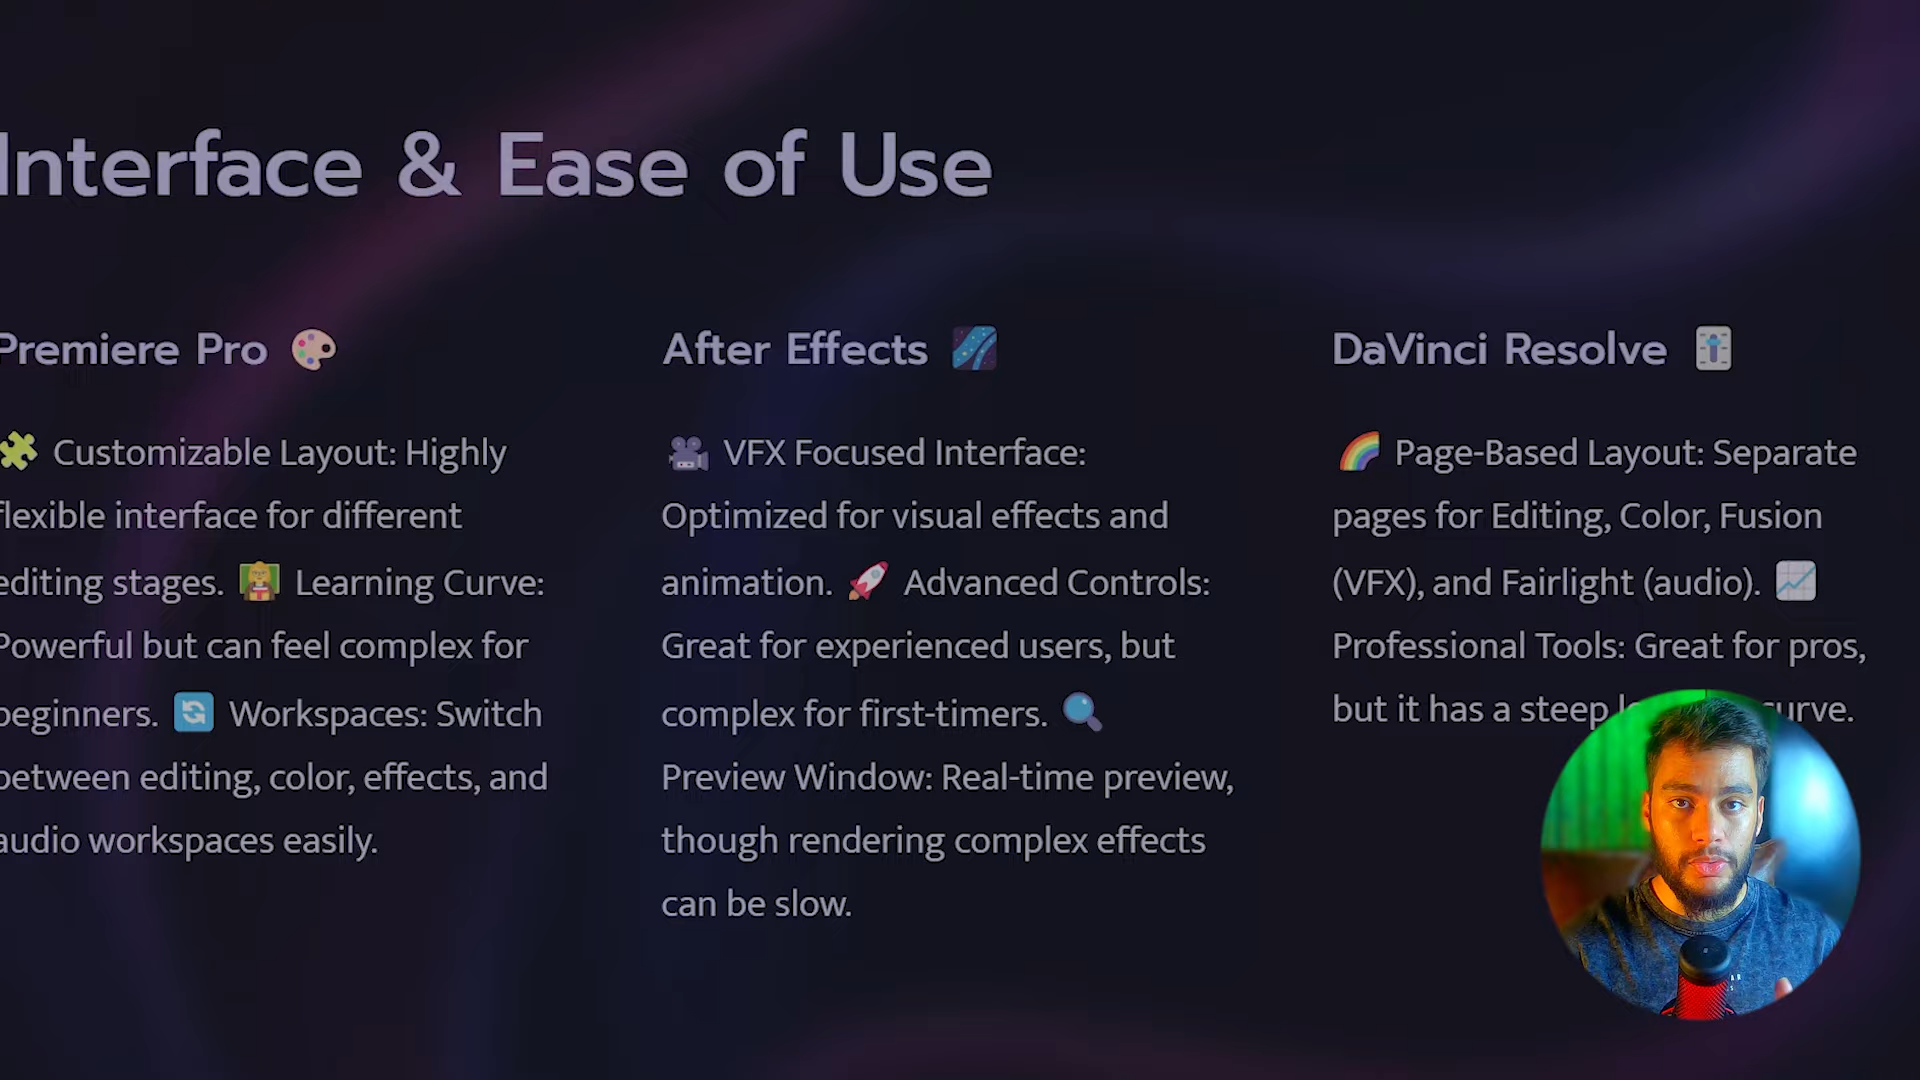 Interface & Ease of Use
Premiere Pro
Customizable Layout: Highly
flexible interface for different
editing stages. Learning Curve:
Powerful but can feel complex for
beginners. Workspaces: Switch
between editing, color, effects, and
audio workspaces easily.
After Effects
VFX Focused Interface:
Optimized for visual effects and
animation. Advanced Controls:
Great for experienced users, but
complex for first-timers.
Preview Window: Real-time preview,
though rendering complex effects
can be slow.
DaVinci Resolve
Page-Based Layout: Separate
pages for Editing, Color, Fusion
(VFX), and Fairlight (audio).
Professional Tools: Great for pros,
but it has a steep curve.